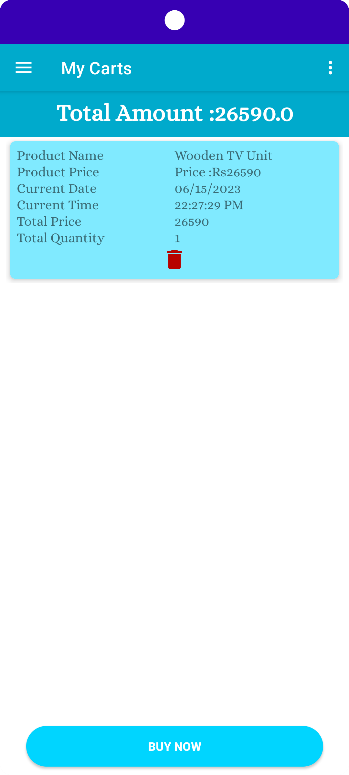 My Carts
Total Amount :26590.0
Product Name Wooden TV Unit
Product Price Price :Rs26590
Current Date 06/15/2023
Current Time 22:27:29 PM
Total Price 26590
Total Quantity 1
BUY NOW